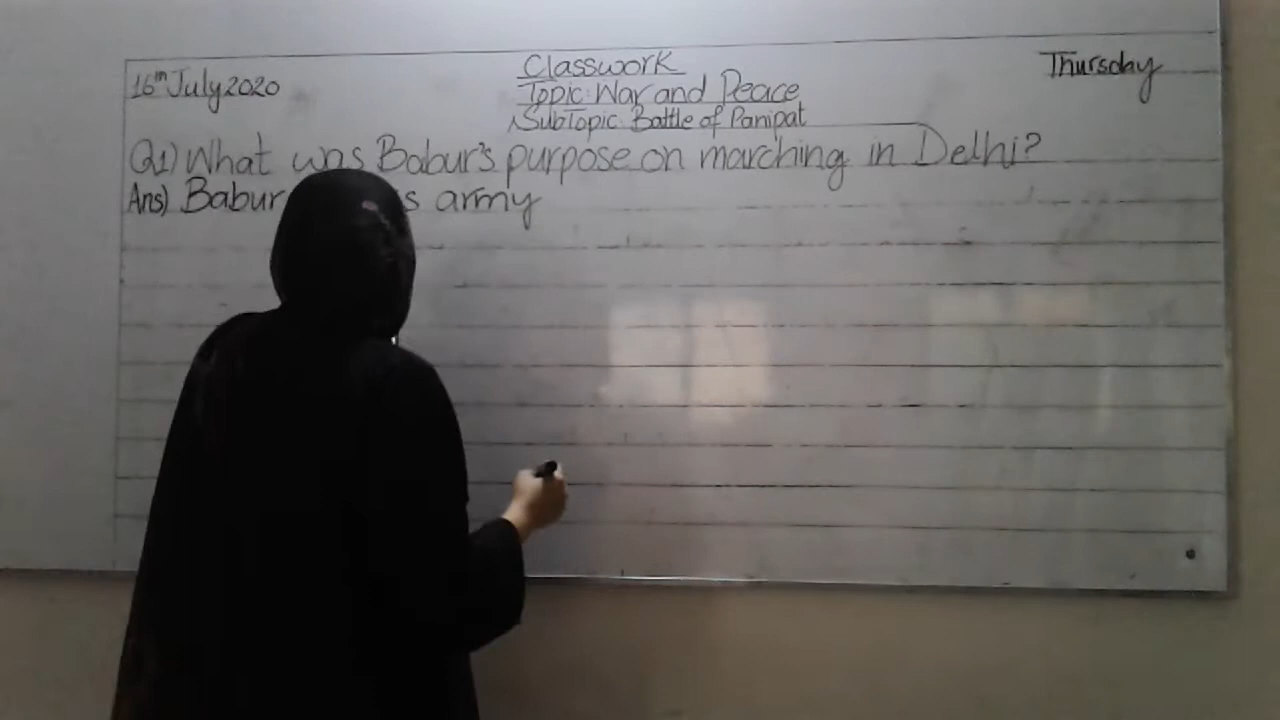 16th July 2020 Classwork Thursday
Topic: War and Peace
SubTopic: Battle of Panipat
Q1) What was Babur's purpose on marching in Delhi?
Ans) Babur army